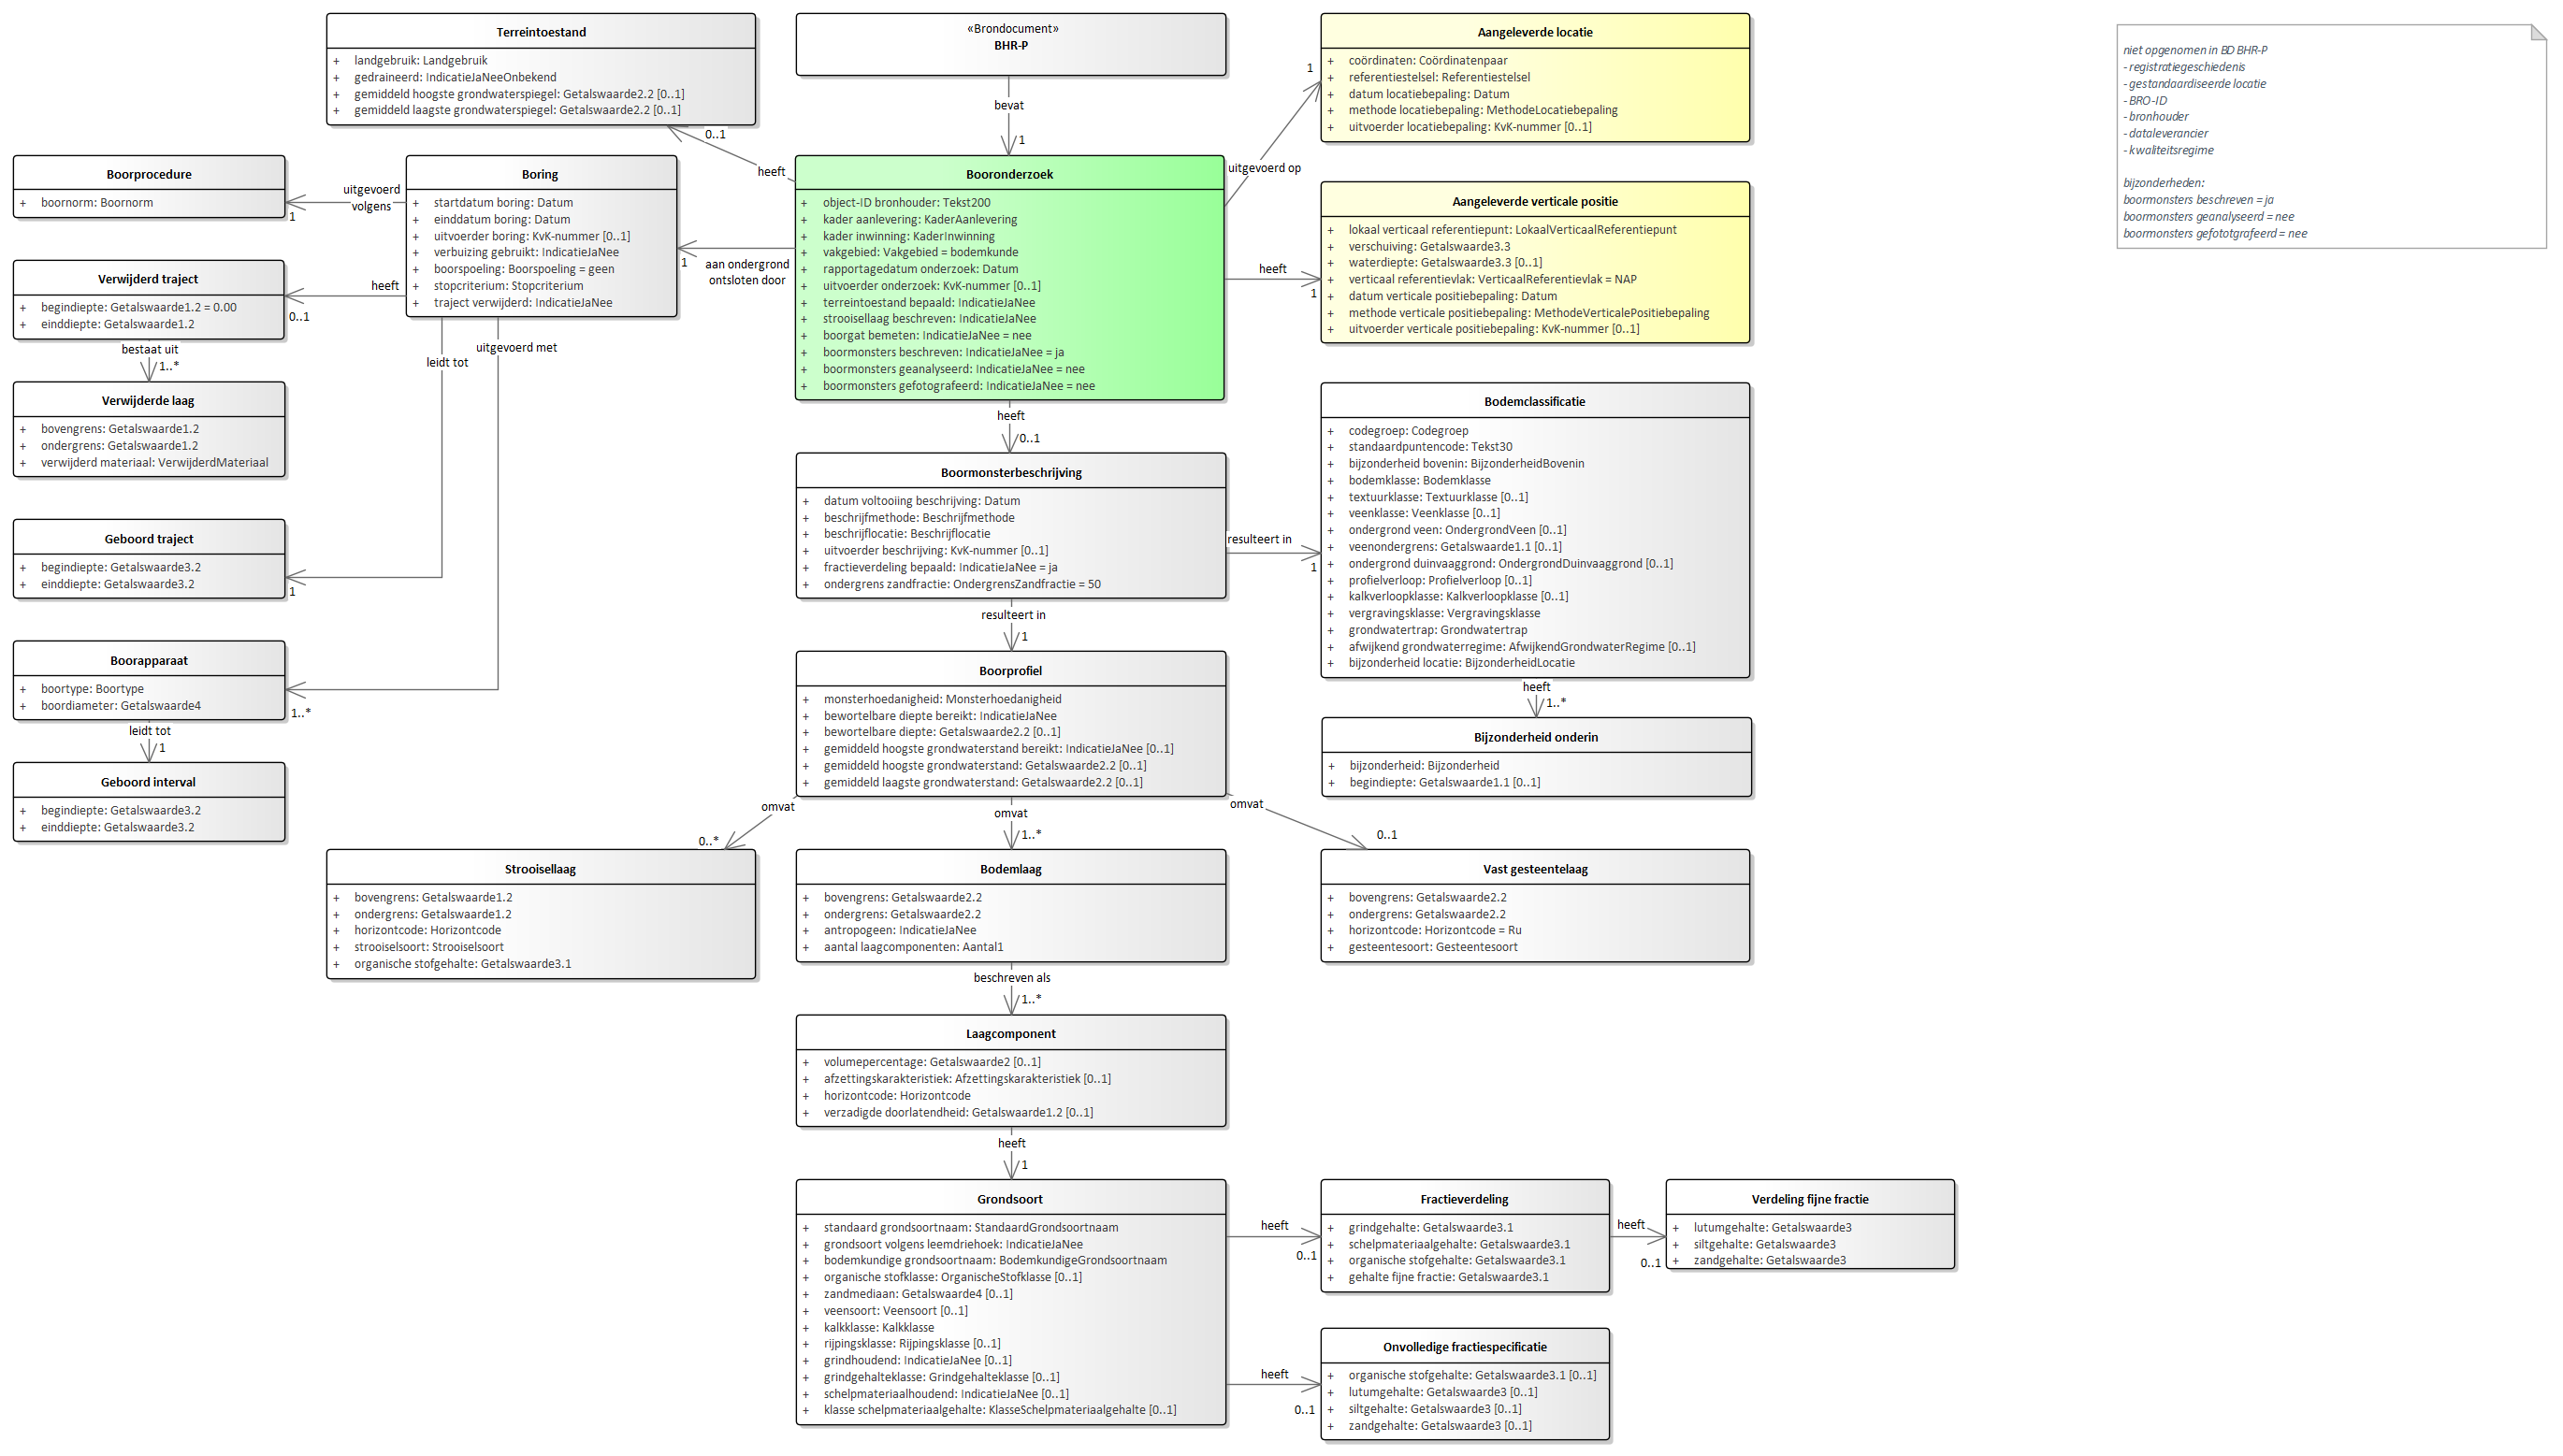 Terreintoestand
+ landgebruik: Landgebruik
+ gedraineerd: IndicatieJaNeeOnbekend
+ gemiddeld hoogste grondwaterspiegel: Getalswaarde2.2 [0..1]
+ gemiddeld laagste grondwaterspiegel: Getalswaarde2.2 [0..1]
«Brondocument»
BHR-P
bevat
1
Aangeleverde locatie
+ coördinaten: Coördinatenpaar
+ referentiestelsel: Referentiestelsel
+ datum locatiebepaling: Datum
+ methode locatiebepaling: MethodeLocatiebepaling
+ uitvoerder locatiebepaling: KvK-nummer [0..1]
niet opgenomen in BD BHR-P
- registratiegeschiedenis
- gestandaardiseerde locatie
- BRO-ID
- bronhouder
- dataleverancier
- kwaliteitsregime
bijzonderheden:
boormonsters beschreven = ja
boormonsters geanalyseerd = nee
boormonsters gefototgrafeerd = nee
0..1
heeft
1
uitgevoerd op
Boorprocedure
+ boornorm: Boornorm
uitgevoerd
volgens
1
Boring
+ startdatum boring: Datum
+ einddatum boring: Datum
+ uitvoerder boring: KvK-nummer [0..1]
+ verbuizing gebruikt: IndicatieJaNee
+ boorspoeling: Boorspoeling = geen
+ stopcriterium: Stopcriterium
+ traject verwijderd: IndicatieJaNee
1
aan ondergrond
ontsloten door
Booronderzoek
+ object-ID bronhouder: Tekst200
+ kader aanlevering: KaderAanlevering
+ kader inwinning: KaderInwinning
+ vakgebied: Vakgebied = bodemkunde
+ rapportagedatum onderzoek: Datum
+ uitvoerder onderzoek: KvK-nummer [0..1]
+ terreintoestand bepaald: IndicatieJaNee
+ strooisellaag beschreven: IndicatieJaNee
+ boorgat bemeten: IndicatieJaNee = nee
+ boormonsters beschreven: IndicatieJaNee = ja
+ boormonsters geanalyseerd: IndicatieJaNee = nee
+ boormonsters gefotografeerd: IndicatieJaNee = nee
heeft
1
Aangeleverde verticale positie
+ lokaal verticaal referentiepunt: LokaalVerticaalReferentiepunt
+ verschuiving: Getalswaarde3.3
+ waterdiepte: Getalswaarde3.3 [0..1]
+ verticaal referentievlak: VerticaalReferentievlak = NAP
+ datum verticale positiebepaling: Datum
+ methode verticale positiebepaling: MethodeVerticalePositiebepaling
+ uitvoerder verticale positiebepaling: KvK-nummer [0..1]
Verwijderd traject
+ begindiepte: Getalswaarde1.2 = 0.00
+ einddiepte: Getalswaarde1.2
heeft
0..1
bestaat uit
1..*
leidt tot
uitgevoerd met
Verwijderde laag
+ bovengrens: Getalswaarde1.2
+ ondergrens: Getalswaarde1.2
+ verwijderd materiaal: VerwijderdMateriaal
heeft
0..1
Boormonsterbeschrijving
+ datum voltooiing beschrijving: Datum
+ beschrijfmethode: Beschrijfmethode
+ beschrijflocatie: Beschrijflocatie
+ uitvoerder beschrijving: KvK-nummer [0..1]
+ fractieverdeling bepaald: IndicatieJaNee = ja
+ ondergrens zandfractie: OndergrensZandfractie = 50
resulteert in
1
Bodemclassificatie
+ codegroep: Codegroep
+ standaardpuntencode: Tekst30
+ bijzonderheid bovenin: BijzonderheidBovenin
+ bodemklasse: Bodemklasse
+ textuurklasse: Textuurklasse [0..1]
+ veenklasse: Veenklasse [0..1]
+ ondergrond veen: OndergrondVeen [0..1]
+ veenondergrens: Getalswaarde1.1 [0..1]
+ ondergrond duinvaaggrond: OndergrondDuinvaaggrond [0..1]
+ profielverloop: Profielverloop [0..1]
+ kalkverloopklasse: Kalkverloopklasse [0..1]
+ vergravingsklasse: Vergravingsklasse
+ grondwatertrap: Grondwatertrap
+ afwijkend grondwaterregime: AfwijkendGrondwaterRegime [0..1]
+ bijzonderheid locatie: BijzonderheidLocatie
heeft
1..*
Geboord traject
+ begindiepte: Getalswaarde3.2
+ einddiepte: Getalswaarde3.2
1
resulteert in
1
Boorapparaat
+ boortype: Boortype
+ boordiameter: Getalswaarde4
1..*
leidt tot
1
Boorprofiel
+ monsterhoedanigheid: Monsterhoedanigheid
+ bewortelbare diepte bereikt: IndicatieJaNee
+ bewortelbare diepte: Getalswaarde2.2 [0..1]
+ gemiddeld hoogste grondwaterstand bereikt: IndicatieJaNee [0..1]
+ gemiddeld hoogste grondwaterstand: Getalswaarde2.2 [0..1]
+ gemiddeld laagste grondwaterstand: Getalswaarde2.2 [0..1]
Bijzonderheid onderin
+ bijzonderheid: Bijzonderheid
+ begindiepte: Getalswaarde1.1 [0..1]
Geboord interval
+ begindiepte: Getalswaarde3.2
+ einddiepte: Getalswaarde3.2
omvat
0..*
omvat
1..*
omvat
0..1
Strooisellaag
+ bovengrens: Getalswaarde1.2
+ ondergrens: Getalswaarde1.2
+ horizontcode: Horizontcode
+ strooiselsoort: Strooiselsoort
+ organische stofgehalte: Getalswaarde3.1
Bodemlaag
+ bovengrens: Getalswaarde2.2
+ ondergrens: Getalswaarde2.2
+ antropogeen: IndicatieJaNee
+ aantal laagcomponenten: Aantal1
Vast gesteentelaag
+ bovengrens: Getalswaarde2.2
+ ondergrens: Getalswaarde2.2
+ horizontcode: Horizontcode = Ru
+ gesteentesoort: Gesteentesoort
beschreven als
1..*
Laagcomponent
+ volumepercentage: Getalswaarde2 [0..1]
+ afzettingskarakteristiek: Afzettingskarakteristiek [0..1]
+ horizontcode: Horizontcode
+ verzadigde doorlatendheid: Getalswaarde1.2 [0..1]
heeft
1
Grondsoort
+ standaard grondsoortnaam: StandaardGrondsoortnaam
+ grondsoort volgens leemdriehoek: IndicatieJaNee
+ bodemkundige grondsoortnaam: BodemkundigeGrondsoortnaam
+ organische stofklasse: OrganischeStofklasse [0..1]
+ zandmediaan: Getalswaarde4 [0..1]
+ veensoort: Veensoort [0..1]
+ kalkklasse: Kalkklasse
+ rijpingsklasse: Rijpingsklasse [0..1]
+ grindhoudend: IndicatieJaNee [0..1]
+ grindgehalteklasse: Grindgehalteklasse [0..1]
+ schelpmateriaalhoudend: IndicatieJaNee [0..1]
+ klasse schelpmateriaalgehalte: KlasseSchelpmateriaalgehalte [0..1]
heeft
0..1
Fractieverdeling
+ grindgehalte: Getalswaarde3.1
+ schelpmateriaalgehalte: Getalswaarde3.1
+ organische stofgehalte: Getalswaarde3.1
+ gehalte fijne fractie: Getalswaarde3.1
heeft
0..1
Verdeling fijne fractie
+ lutumgehalte: Getalswaarde3
+ siltgehalte: Getalswaarde3
+ zandgehalte: Getalswaarde3
heeft
0..1
Onvolledige fractiespecificatie
+ organische stofgehalte: Getalswaarde3.1 [0..1]
+ lutumgehalte: Getalswaarde3 [0..1]
+ siltgehalte: Getalswaarde3 [0..1]
+ zandgehalte: Getalswaarde3 [0..1]